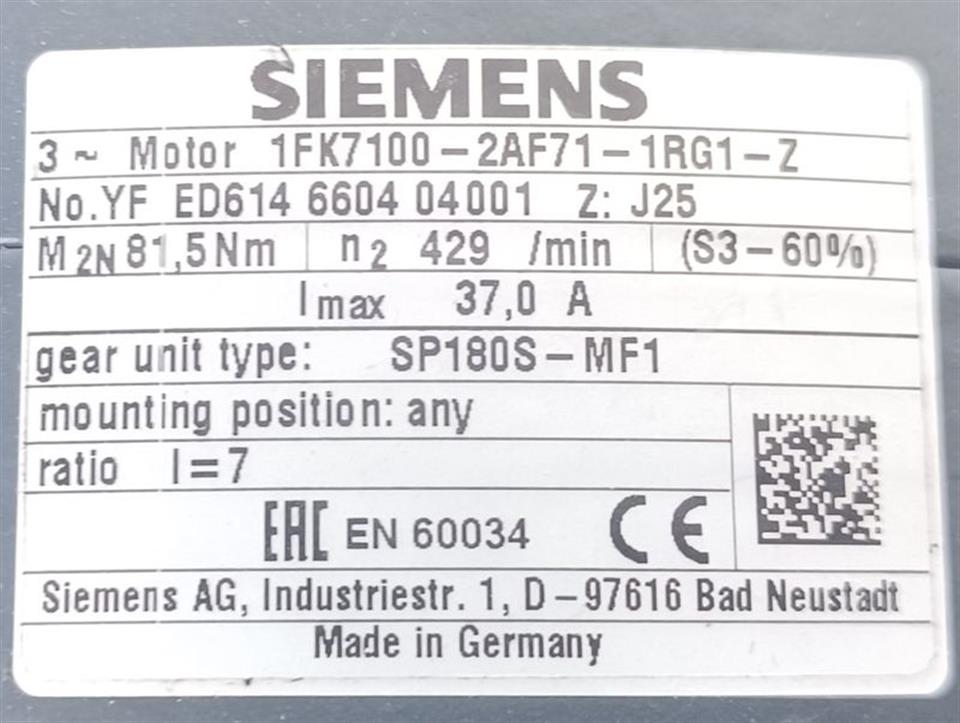 SIEMENS
3 ~ Motor 1FK7100-2AF71-1RG1-Z
No.YF ED614 6604 04001 Z: J25
M2N 81,5Nm n2 429 /min (S3-60%)
Imax 37,0 A
gear unit type: SP180S-MF1
mounting position: any
ratio I=7
EAC EN 60034 CE
Siemens AG, Industriestr. 1, D-97616 Bad Neustadt
Made in Germany